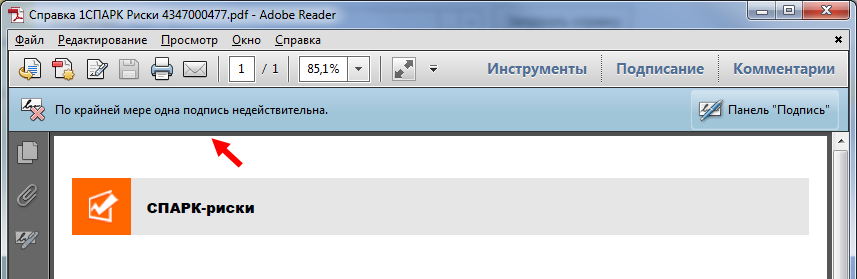 Справка 1СПАРК Риски 4347000477.pdf - Adobe Reader
Файл Редактирование Просмотр Окно Справка
1 / 1 85,1% Инструменты Подписание Комментарии
По крайней мере одна подпись недействительна. Панель "Подпись"
СПАРК-риски